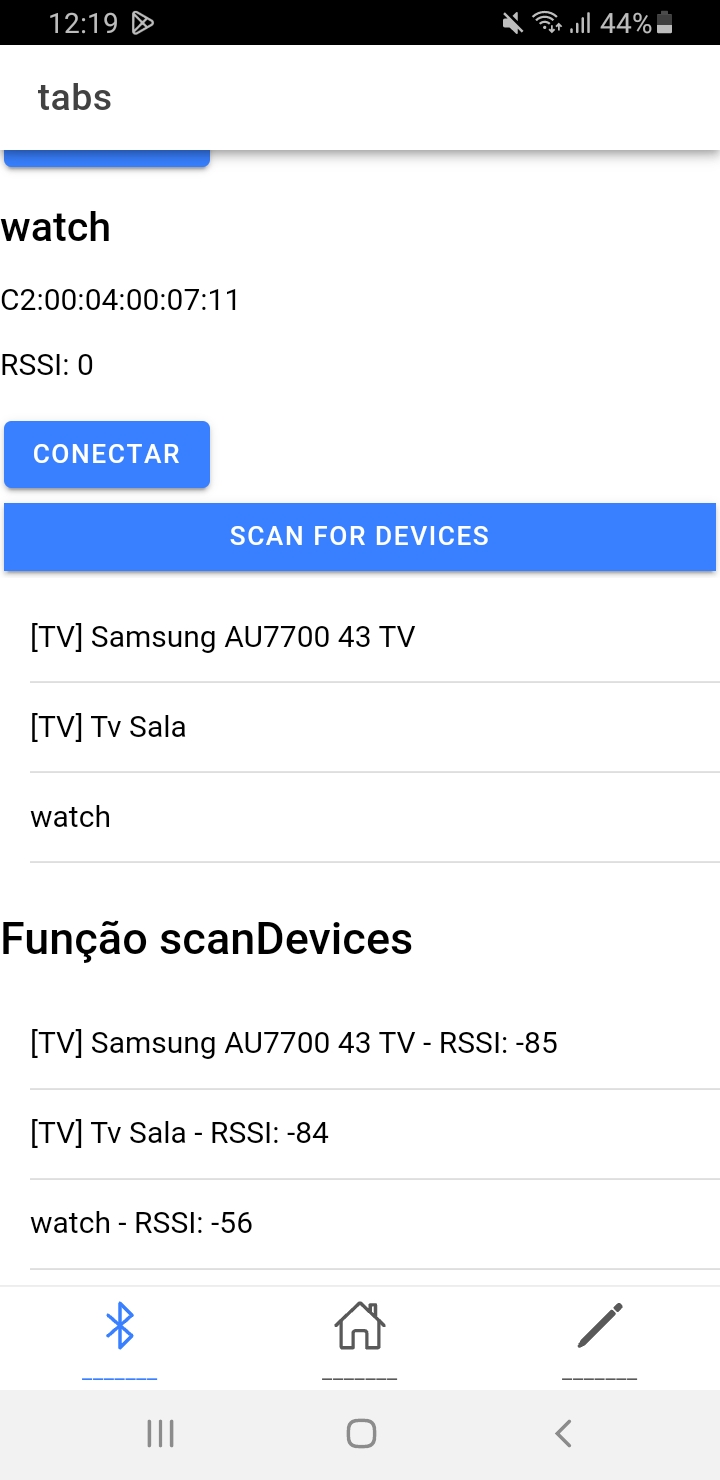 12:19
44%
tabs
watch
C2:00:04:00:07:11
RSSI: 0
CONECTAR
SCAN FOR DEVICES
[TV] Samsung AU7700 43 TV
[TV] Tv Sala
watch
Função scanDevices
[TV] Samsung AU7700 43 TV - RSSI: -85
[TV] Tv Sala - RSSI: -84
watch - RSSI: -56
_______ _______ _______